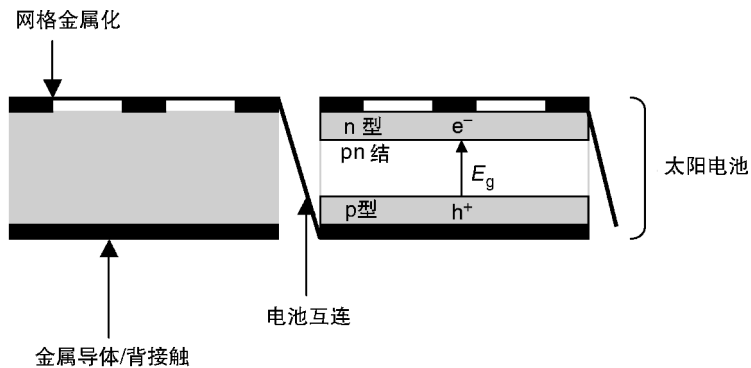 网格金属化
n 型
e⁻
pn 结
E_g
p型
h⁺
太阳电池
电池互连
金属导体/背接触